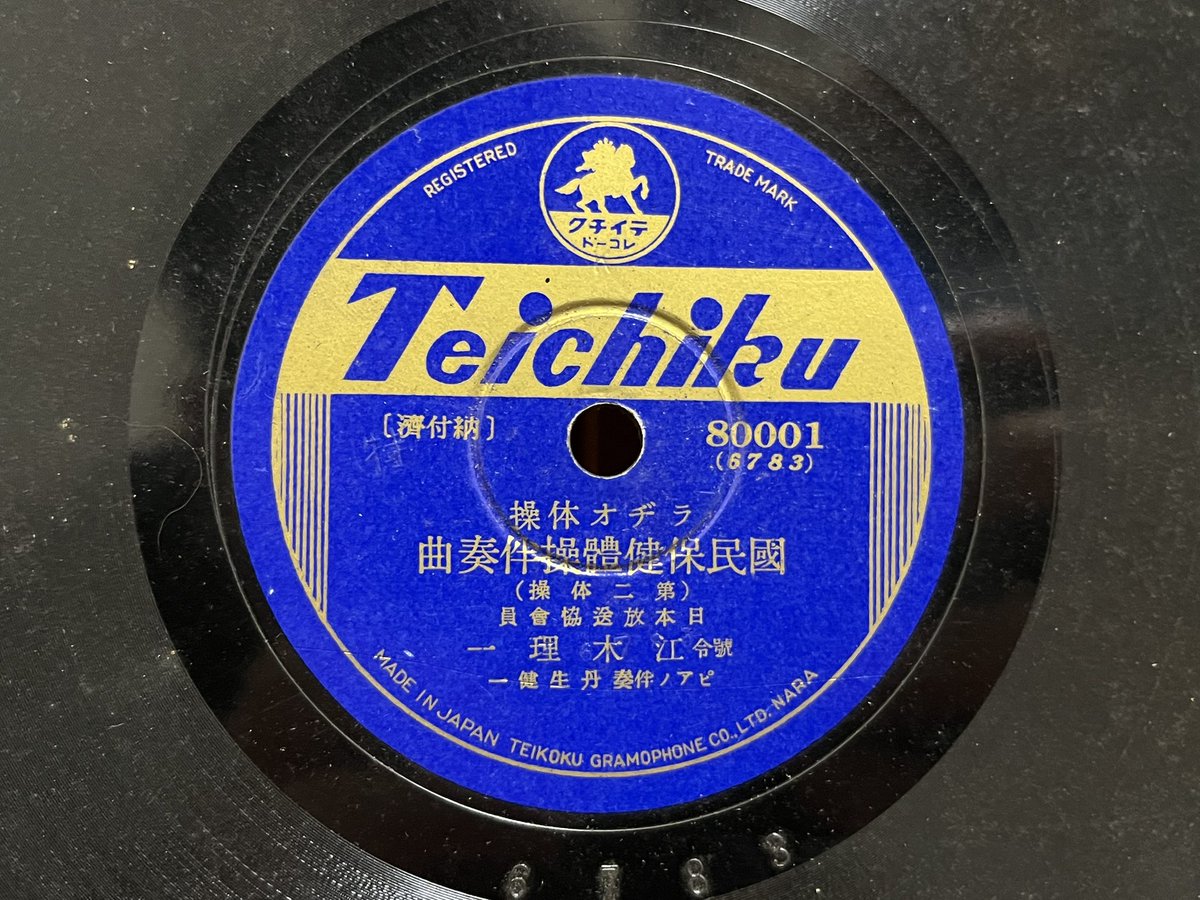 REGISTERED TRADE MARK
テイチク
レコード
Teichiku
〔納付濟〕
80001
(6783)
ラヂオ体操
國民保健體操伴奏曲
(第二体操)
日本放送協會員
號令 江木理一
ピアノ伴奏 丹生健一
MADE IN JAPAN TEIKOKU GRAMOPHONE CO., LTD. NARA
6783